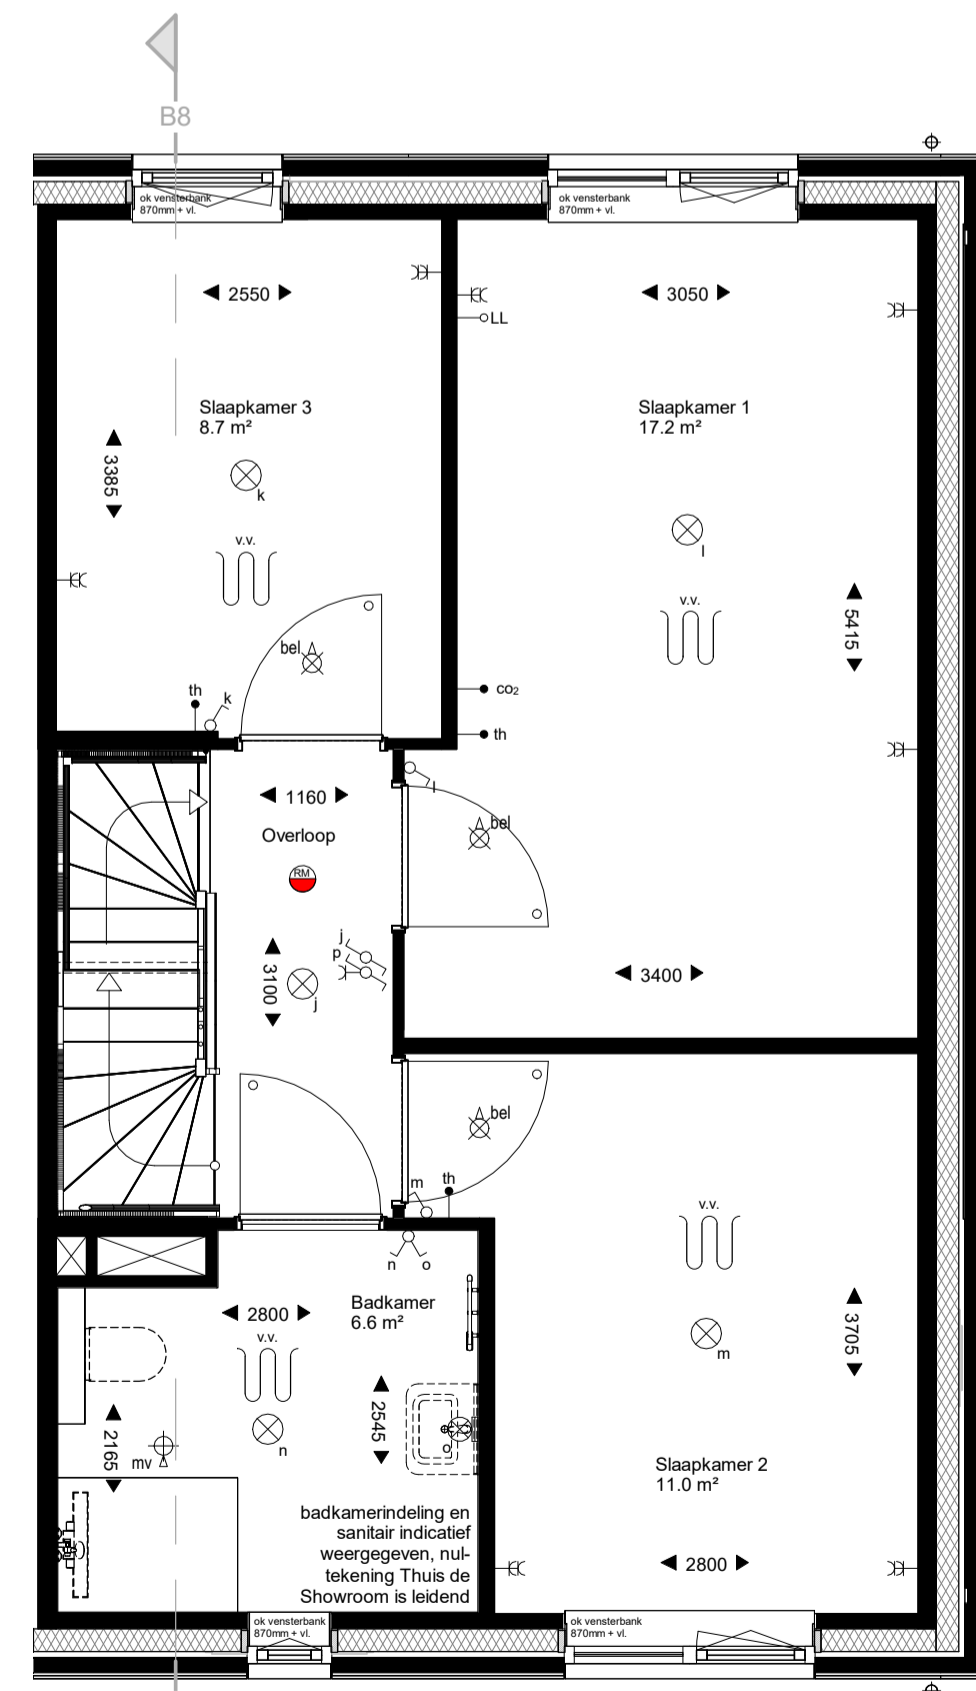 B8
ok vensterbank
870mm + vl.
ok vensterbank
870mm + vl.
2550
3050
LL
Slaapkamer 3
8.7 m²
Slaapkamer 1
17.2 m²
3385
k
l
v.v.
v.v.
5415
bel
th
k
co₂
th
l
1160
Overloop
bel
RM
j
p
3100
j
3400
bel
m
th
n
o
v.v.
2800
Badkamer
6.6 m²
v.v.
3705
m
2545
2165
mv
n
o
Slaapkamer 2
11.0 m²
badkamerindeling en
sanitair indicatief
weergegeven, nul-
tekening Thuis de
Showroom is leidend
2800
ok vensterbank
870mm + vl.
ok vensterbank
870mm + vl.